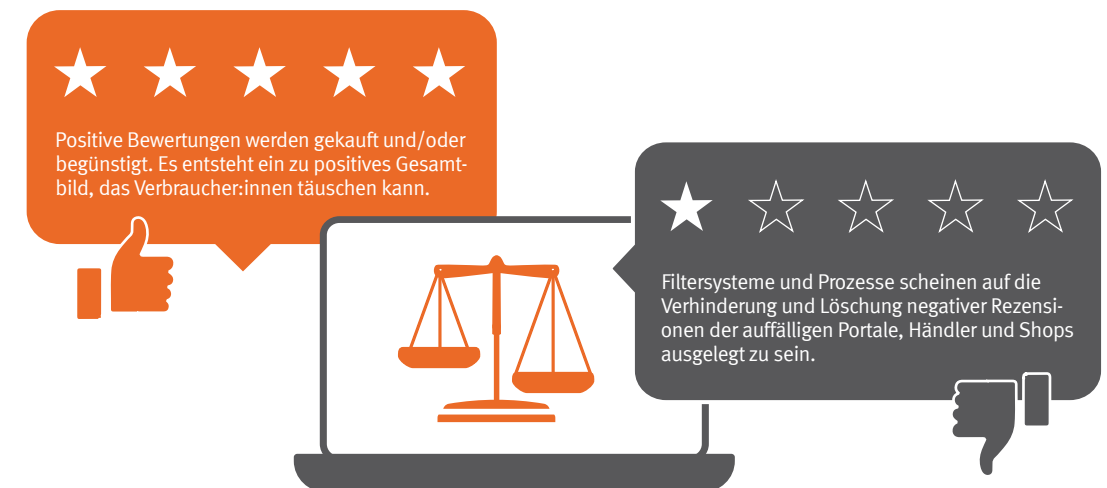 Positive Bewertungen werden gekauft und/oder
begünstigt. Es entsteht ein zu positives Gesamt-
bild, das Verbraucher:innen täuschen kann.
Filtersysteme und Prozesse scheinen auf die
Verhinderung und Löschung negativer Rezensi-
onen der auffälligen Portale, Händler und Shops
ausgelegt zu sein.